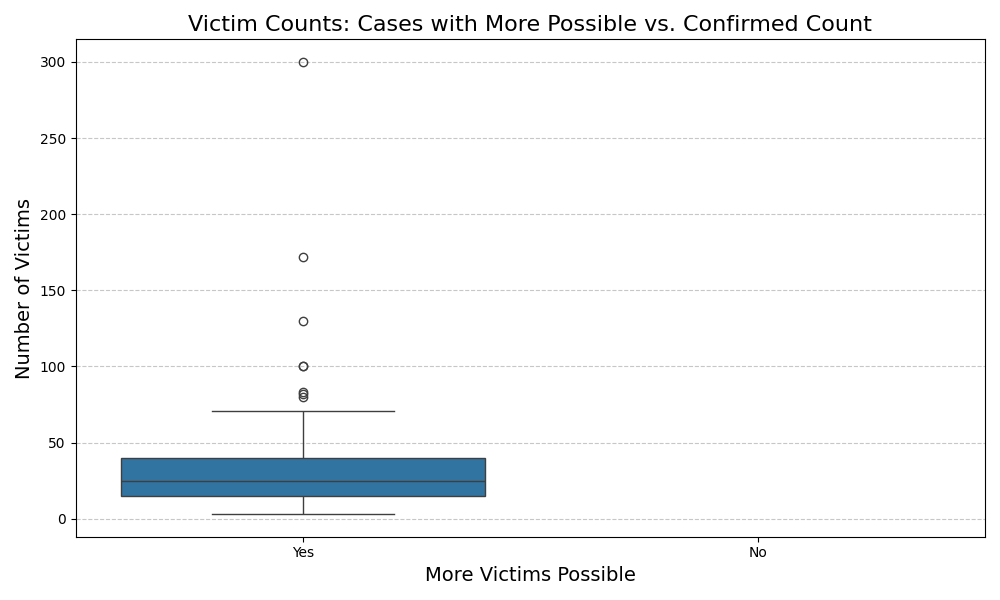 Victim Counts: Cases with More Possible vs. Confirmed Count
Number of Victims
300
250
200
150
100
50
0
Yes
No
More Victims Possible